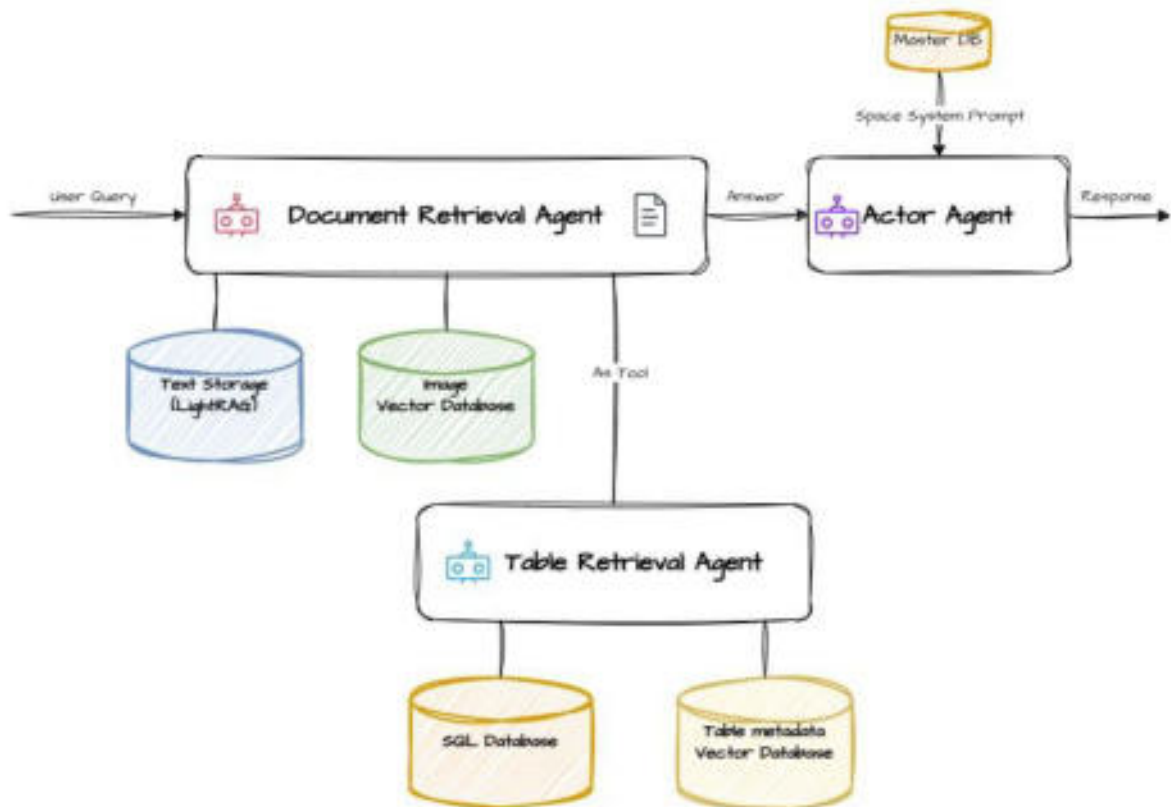 Master DB
Space System Prompt
User Query
Document Retrieval Agent
Answer
Actor Agent
Response
Text Storage
(LightRAG)
Image
Vector Database
As Tool
Table Retrieval Agent
SQL Database
Table metadata
Vector Database